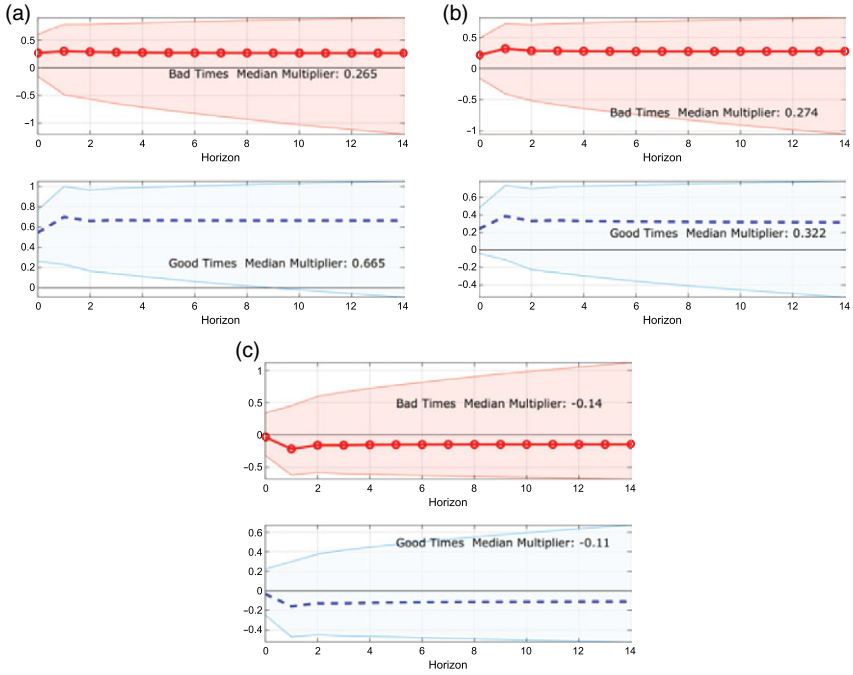 (a)
0.5
0
−0.5
−1
Bad Times Median Multiplier: 0.265
0 2 4 6 8 10 12 14
Horizon
1
0.8
0.6
0.4
0.2
0
Good Times Median Multiplier: 0.665
0 2 4 6 8 10 12 14
Horizon
(b)
0.5
0
−0.5
−1
Bad Times Median Multiplier: 0.274
0 2 4 6 8 10 12 14
Horizon
0.6
0.4
0.2
0
−0.2
−0.4
Good Times Median Multiplier: 0.322
0 2 4 6 8 10 12 14
Horizon
(c)
1
0.5
0
−0.5
Bad Times Median Multiplier: -0.14
0 2 4 6 8 10 12 14
Horizon
0.6
0.4
0.2
0
−0.2
−0.4
Good Times Median Multiplier: -0.11
0 2 4 6 8 10 12 14
Horizon